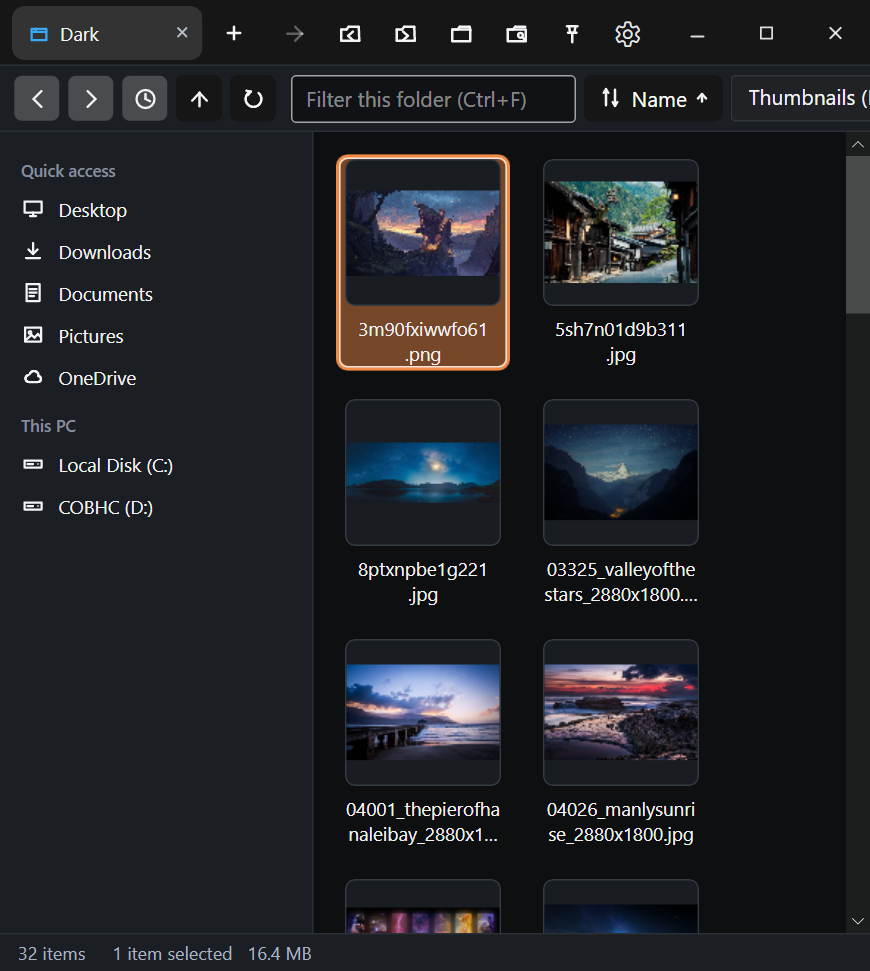 Dark
Filter this folder (Ctrl+F)
Name
Thumbnails (
Quick access
Desktop
Downloads
Documents
Pictures
OneDrive
This PC
Local Disk (C:)
COBHC (D:)
3m90fxiwwfo61
.png
5sh7n01d9b311
.jpg
8ptxnpbe1g221
.jpg
03325_valleyofthe
stars_2880x1800....
04001_thepierofha
naleibay_2880x1...
04026_manlysunri
se_2880x1800.jpg
32 items
1 item selected
16.4 MB